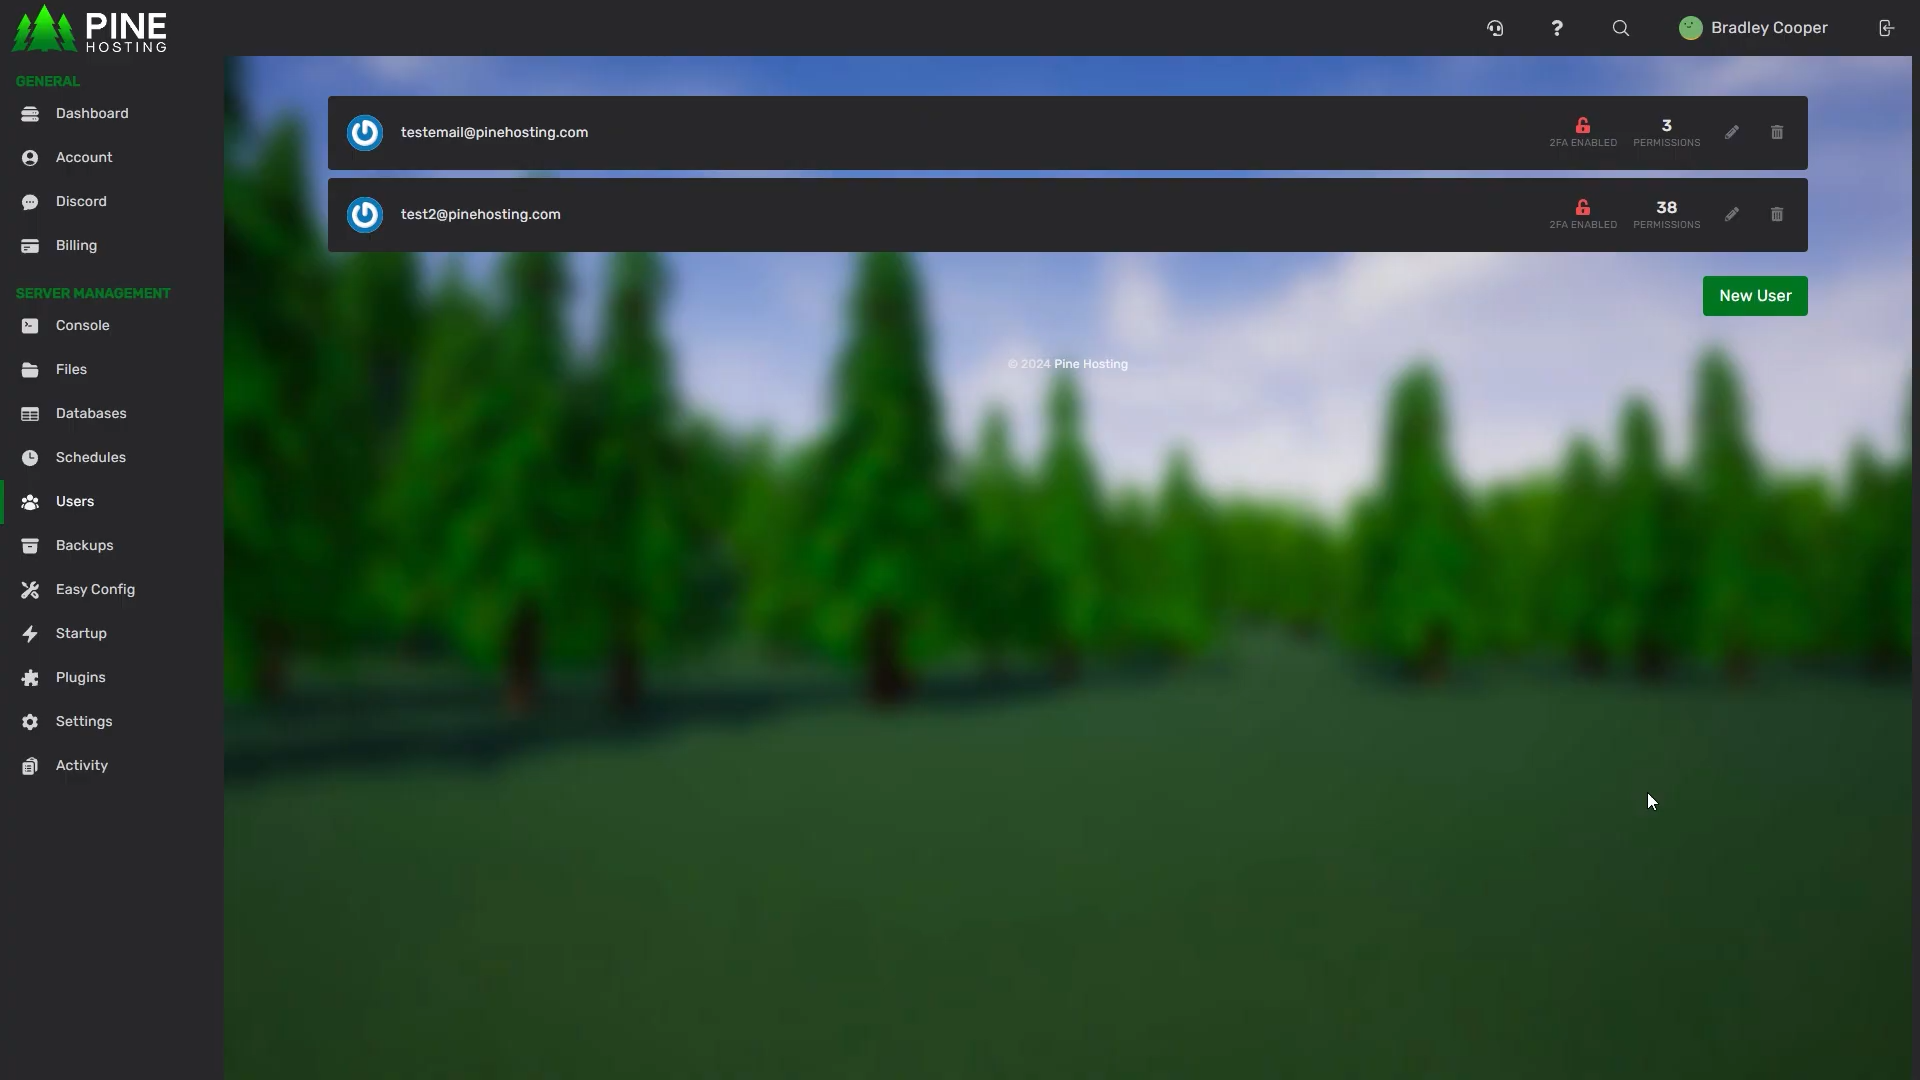 PINE
HOSTING
Bradley Cooper
GENERAL
Dashboard
Account
Discord
Billing
SERVER MANAGEMENT
Console
Files
Databases
Schedules
Users
Backups
Easy Config
Startup
Plugins
Settings
Activity
testemail@pinehosting.com
2FA ENABLED
3
PERMISSIONS
test2@pinehosting.com
2FA ENABLED
38
PERMISSIONS
New User
© 2024 Pine Hosting